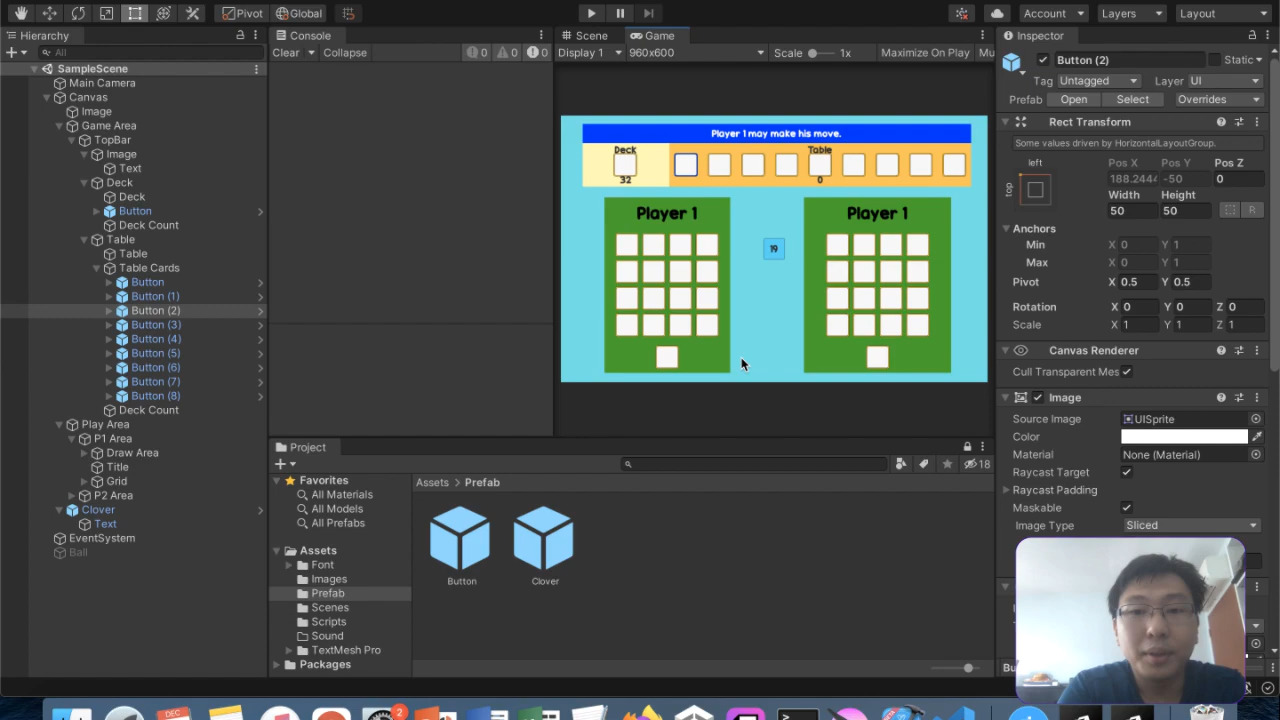 Pivot
Global
Account
Layers
Layout
Hierarchy
All
SampleScene
Main Camera
Canvas
Image
Game Area
TopBar
Image
Text
Deck
Deck
Button
Deck Count
Table
Table
Table Cards
Button
Button (1)
Button (2)
Button (3)
Button (4)
Button (5)
Button (6)
Button (7)
Button (8)
Deck Count
Play Area
P1 Area
Draw Area
Title
Grid
P2 Area
Clover
Text
EventSystem
Ball
Console
Clear
Collapse
0
0
0
Scene
Game
Display 1
960x600
Scale
1x
Maximize On Play
Mu
Player 1 may make his move.
Deck
32
Table
0
Player 1
19
Player 1
Project
18
Favorites
All Materials
All Models
All Prefabs
Assets
Font
Images
Prefab
Scenes
Scripts
Sound
TextMesh Pro
Packages
Assets > Prefab
Button
Clover
Inspector
Button (2)
Static
Tag Untagged
Layer UI
Prefab Open Select Overrides
Rect Transform
Some values driven by HorizontalLayoutGroup.
left
top
Pos X Pos Y Pos Z
188.2444 -50 0
Width Height
50 50
R
Anchors
Min X 0 Y 1
Max X 0 Y 1
Pivot X 0.5 Y 0.5
Rotation X 0 Y 0 Z 0
Scale X 1 Y 1 Z 1
Canvas Renderer
Cull Transparent Mes
Image
Source Image UISprite
Color
Material None (Material)
Raycast Target
Raycast Padding
Maskable
Image Type Sliced
Bu
DEC
2